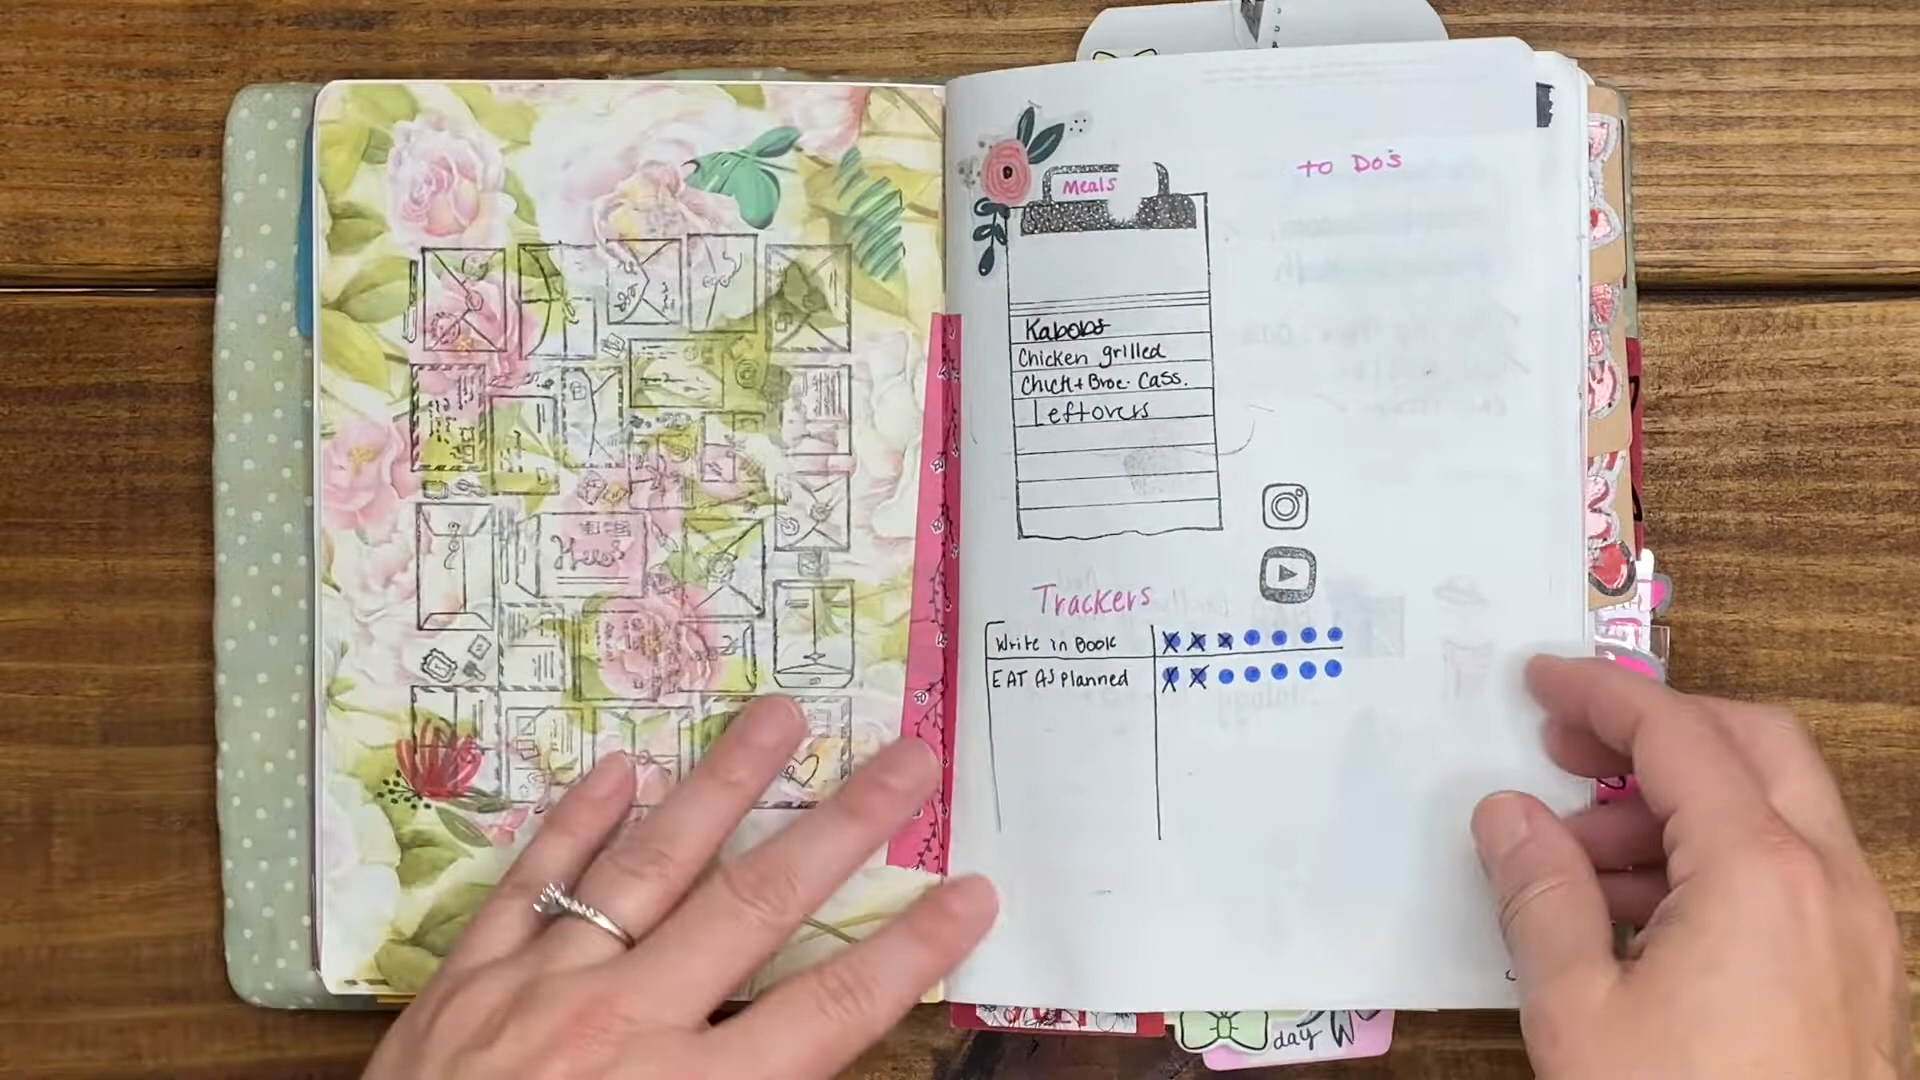 Hello
Meals
To Do's
Kabobs
Chicken grilled
Chick + Broc. Cass.
Leftovers
Trackers
Write in Book
EAT AS Planned
day